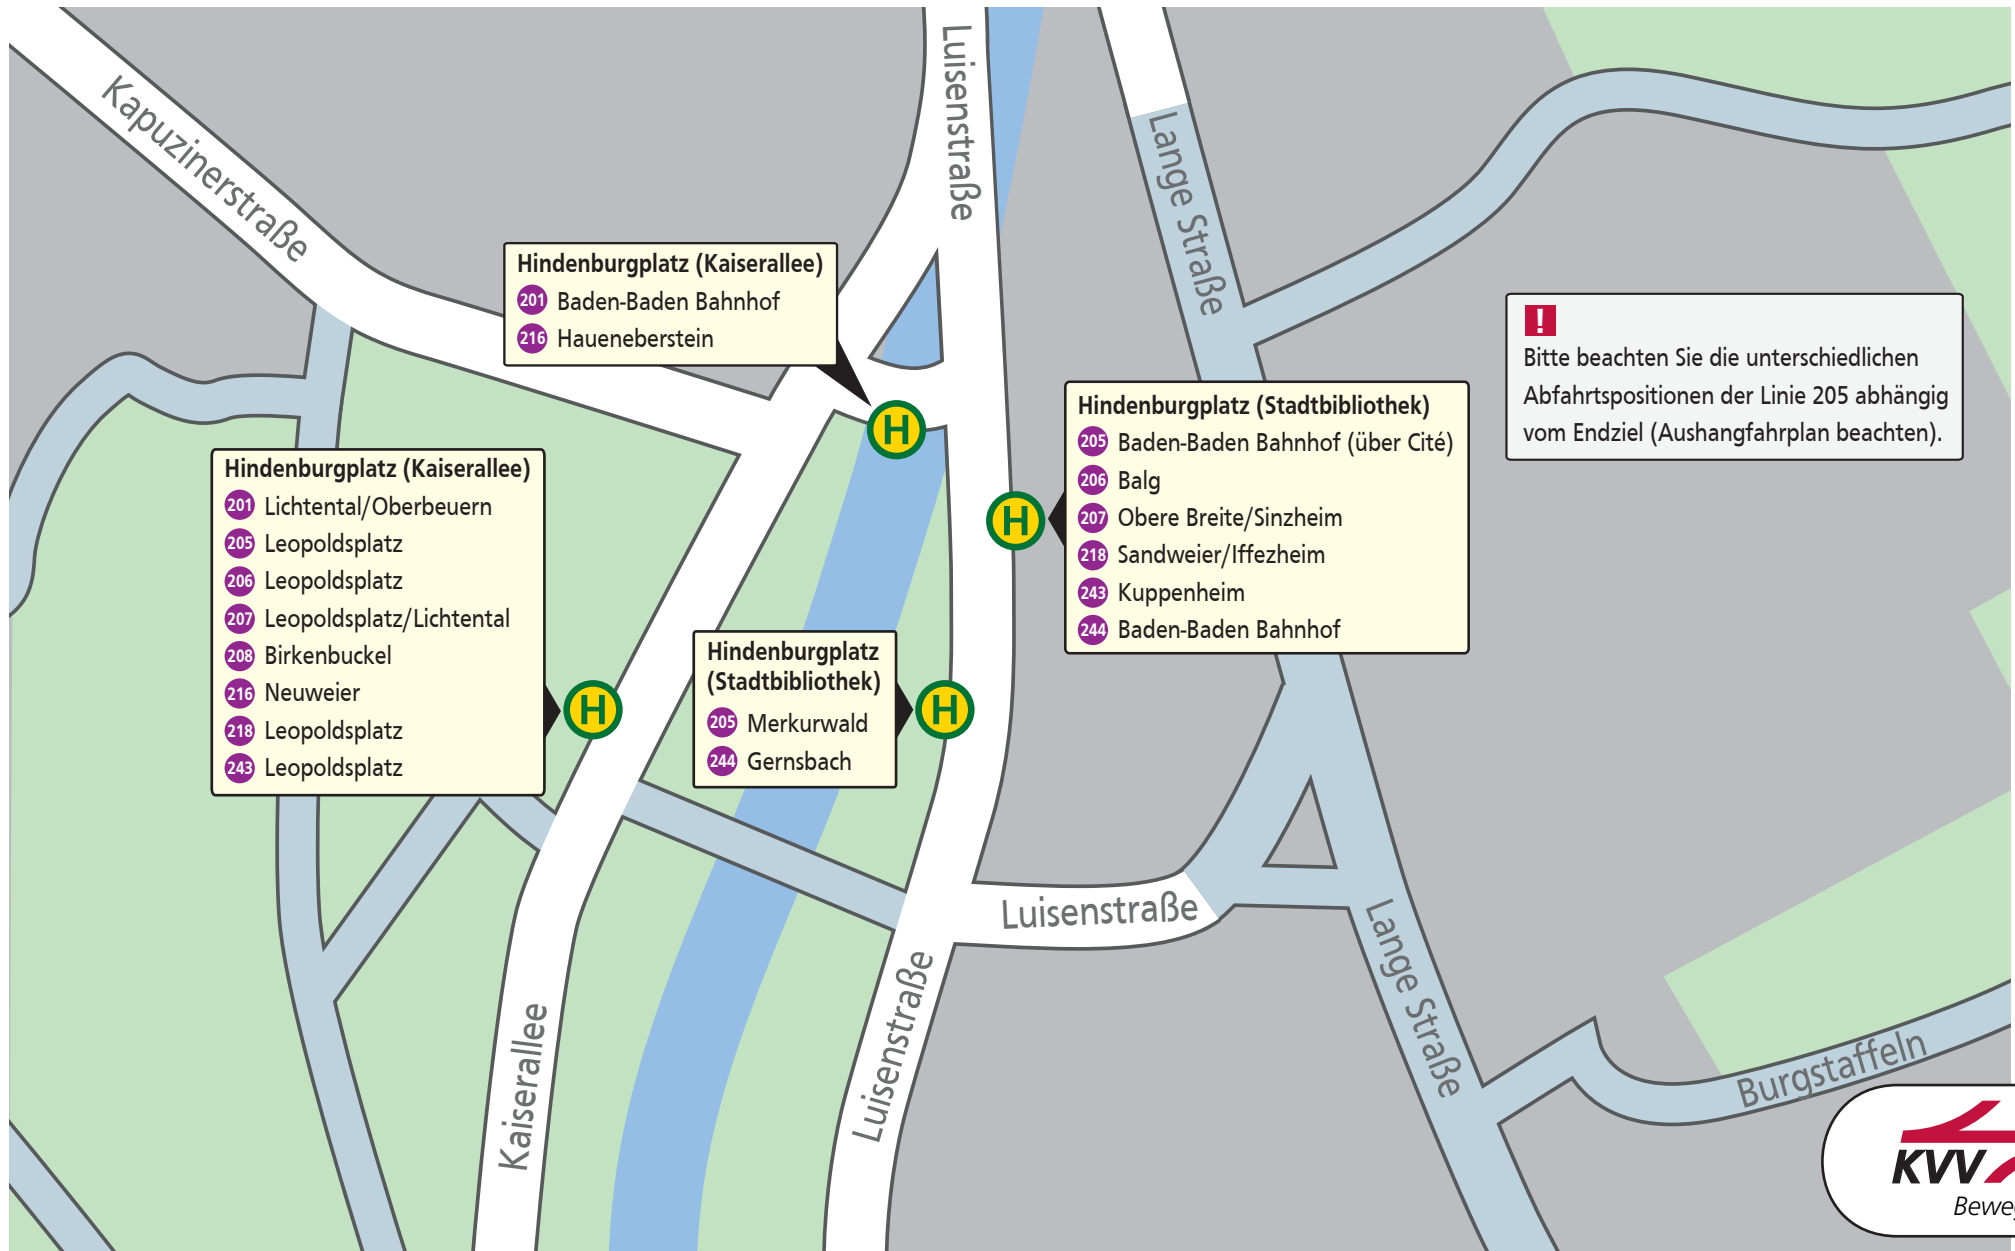 Kapuzinerstraße
Luisenstraße
Lange Straße
Hindenburgplatz (Kaiserallee)
201 Baden-Baden Bahnhof
216 Haueneberstein
!
Bitte beachten Sie die unterschiedlichen
Abfahrtspositionen der Linie 205 abhängig
vom Endziel (Aushangfahrplan beachten).
H
Hindenburgplatz (Stadtbibliothek)
205 Baden-Baden Bahnhof (über Cité)
206 Balg
207 Obere Breite/Sinzheim
218 Sandweier/Iffezheim
243 Kuppenheim
244 Baden-Baden Bahnhof
H
Hindenburgplatz (Kaiserallee)
201 Lichtental/Oberbeuern
205 Leopoldsplatz
206 Leopoldsplatz
207 Leopoldsplatz/Lichtental
208 Birkenbuckel
216 Neuweier
218 Leopoldsplatz
243 Leopoldsplatz
H
Hindenburgplatz
(Stadtbibliothek)
205 Merkurwald
244 Gernsbach
H
Luisenstraße
Luisenstraße
Lange Straße
Kaiserallee
Burgstaffeln
KVV